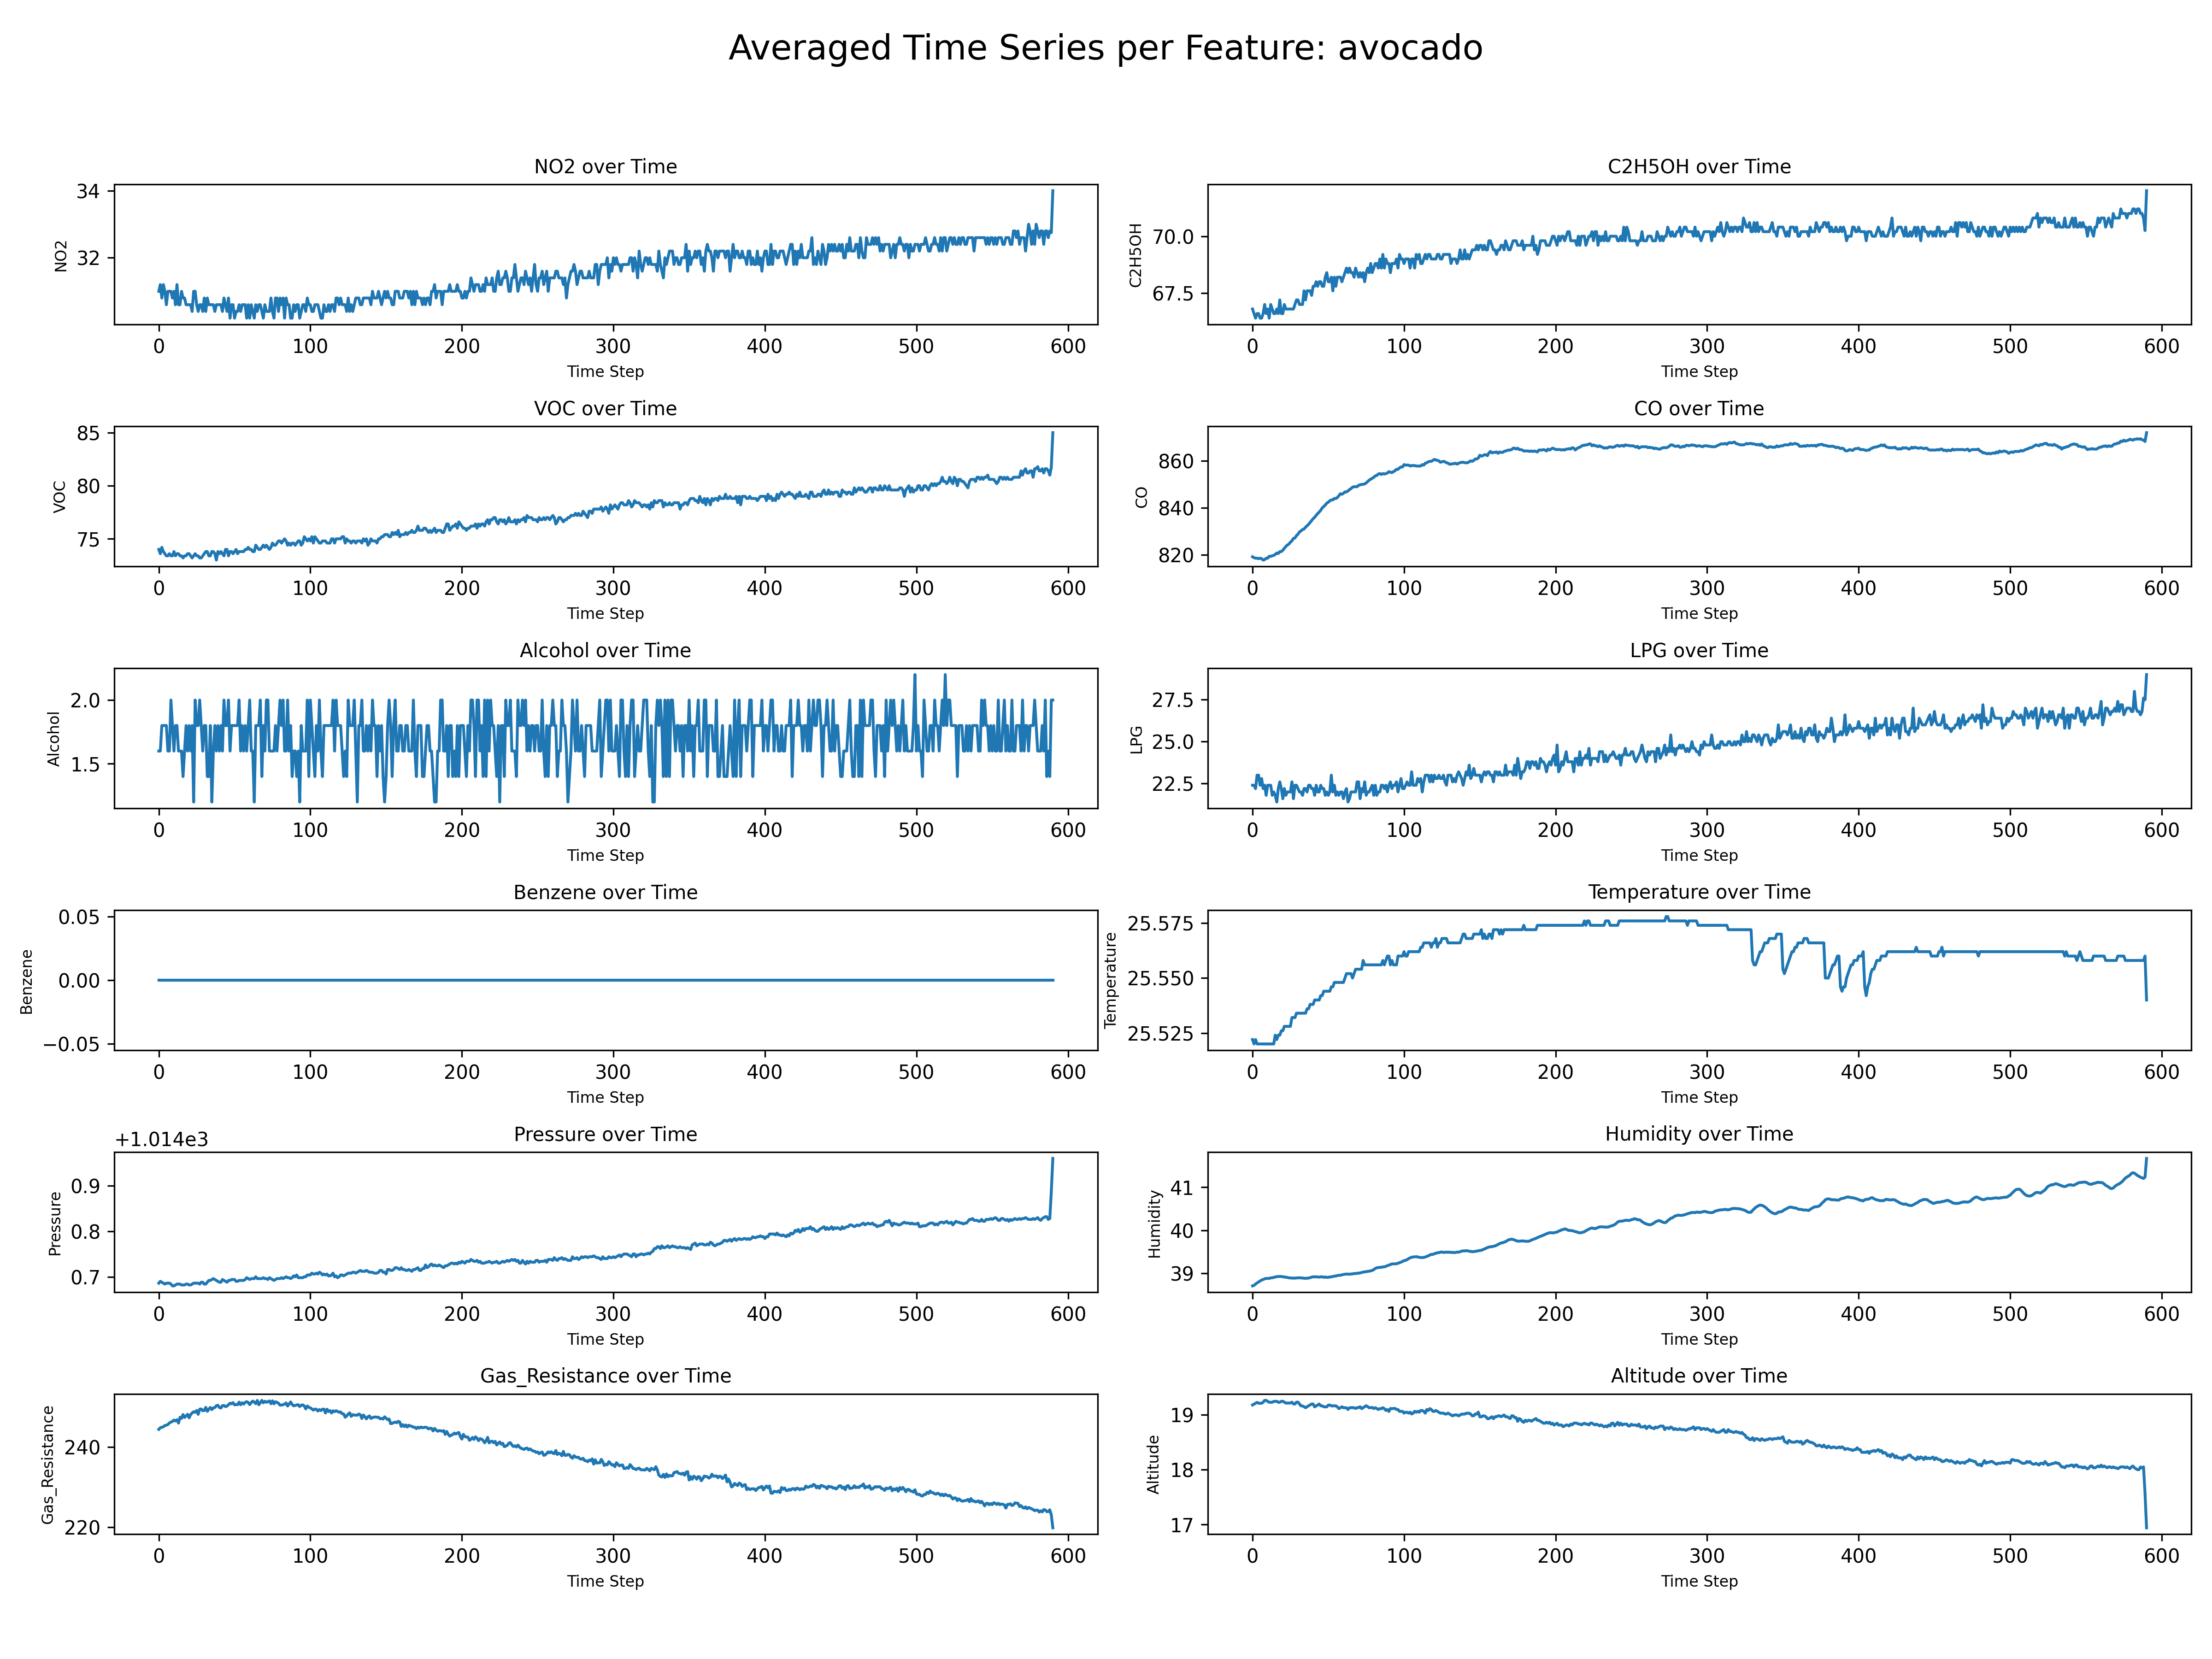 Averaged Time Series per Feature: avocado
NO2 over Time
34
32
NO2
0 100 200 300 400 500 600
Time Step
C2H5OH over Time
70.0
67.5
C2H5OH
0 100 200 300 400 500 600
Time Step
VOC over Time
85
80
75
VOC
0 100 200 300 400 500 600
Time Step
CO over Time
860
840
820
CO
0 100 200 300 400 500 600
Time Step
Alcohol over Time
2.0
1.5
Alcohol
0 100 200 300 400 500 600
Time Step
LPG over Time
27.5
25.0
22.5
LPG
0 100 200 300 400 500 600
Time Step
Benzene over Time
0.05
0.00
−0.05
Benzene
0 100 200 300 400 500 600
Time Step
Temperature over Time
25.575
25.550
25.525
Temperature
0 100 200 300 400 500 600
Time Step
Pressure over Time
+1.014e3
0.9
0.8
0.7
Pressure
0 100 200 300 400 500 600
Time Step
Humidity over Time
41
40
39
Humidity
0 100 200 300 400 500 600
Time Step
Gas_Resistance over Time
240
220
Gas_Resistance
0 100 200 300 400 500 600
Time Step
Altitude over Time
19
18
17
Altitude
0 100 200 300 400 500 600
Time Step